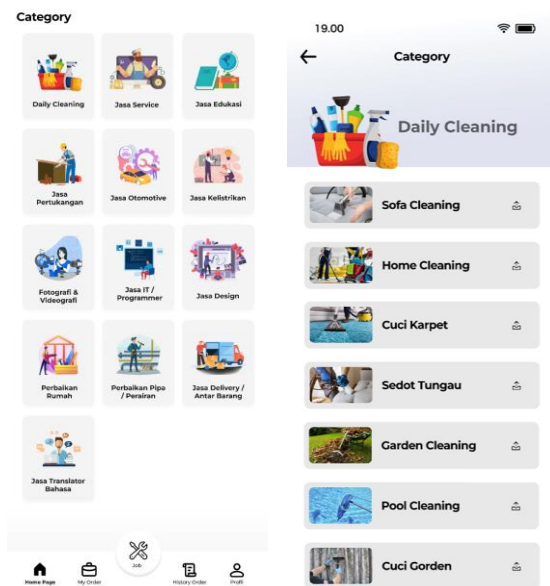 Category
Daily Cleaning
Jasa Service
Jasa Edukasi
Jasa
Pertukangan
Jasa Otomotive
Jasa Kelistrikan
Fotografi &
Videografi
Jasa IT /
Programmer
Jasa Design
Perbaikan
Rumah
Perbaikan Pipa
/ Perairan
Jasa Delivery /
Antar Barang
Jasa Translator
Bahasa
Home Page
My Order
Job
History Order
Profil
19.00
Category
Daily Cleaning
Sofa Cleaning
Home Cleaning
Cuci Karpet
Sedot Tungau
Garden Cleaning
Pool Cleaning
Cuci Gorden